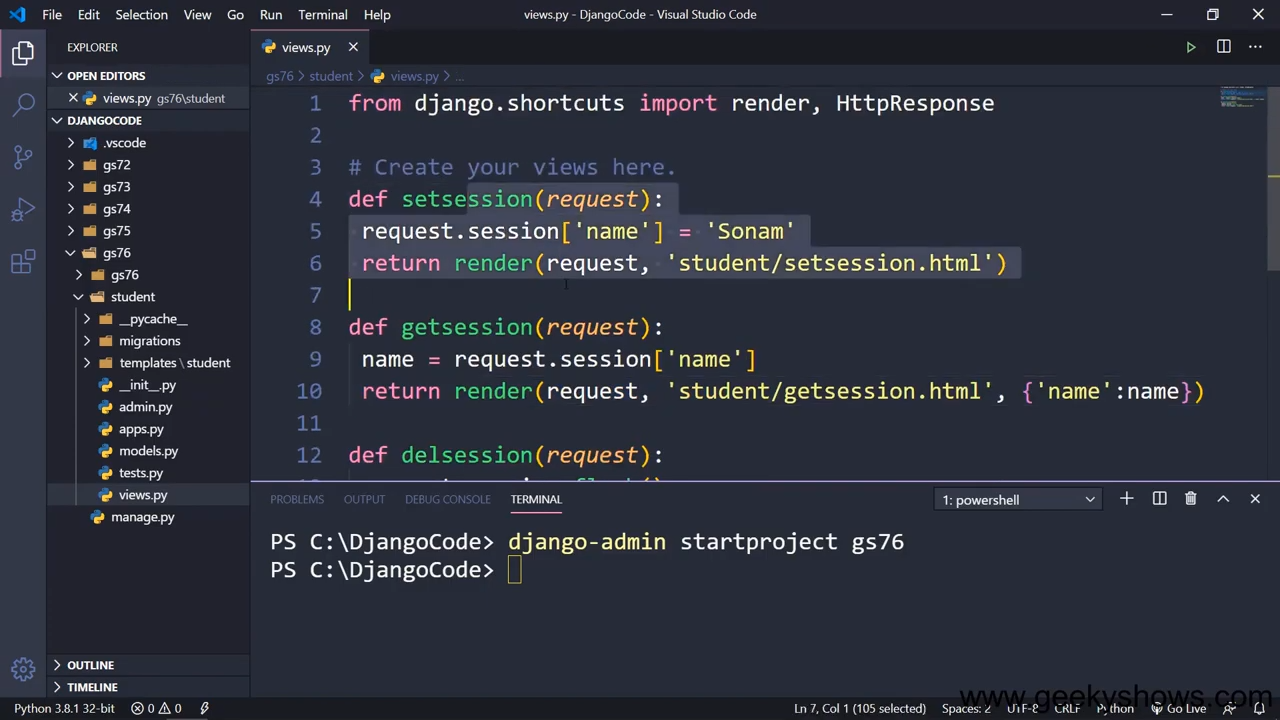 File Edit Selection View Go Run Terminal Help
views.py - DjangoCode - Visual Studio Code
EXPLORER
OPEN EDITORS
views.py gs76\student
DJANGOCODE
.vscode
gs72
gs73
gs74
gs75
gs76
gs76
student
__pycache__
migrations
templates \ student
__init__.py
admin.py
apps.py
models.py
tests.py
views.py
manage.py
OUTLINE
TIMELINE
views.py
gs76 > student > views.py > ...
1 from django.shortcuts import render, HttpResponse
2
3 # Create your views here.
4 def setsession(request):
5 request.session['name'] = 'Sonam'
6 return render(request, 'student/setsession.html')
7
8 def getsession(request):
9 name = request.session['name']
10 return render(request, 'student/getsession.html', {'name':name})
11
12 def delsession(request):
PROBLEMS OUTPUT DEBUG CONSOLE TERMINAL
1: powershell
PS C:\DjangoCode> django-admin startproject gs76
PS C:\DjangoCode>
www.geekyshows.com
Python 3.8.1 32-bit 0 0 Ln 7, Col 1 (105 selected) Spaces: 2 UTF-8 CRLF Python Go Live